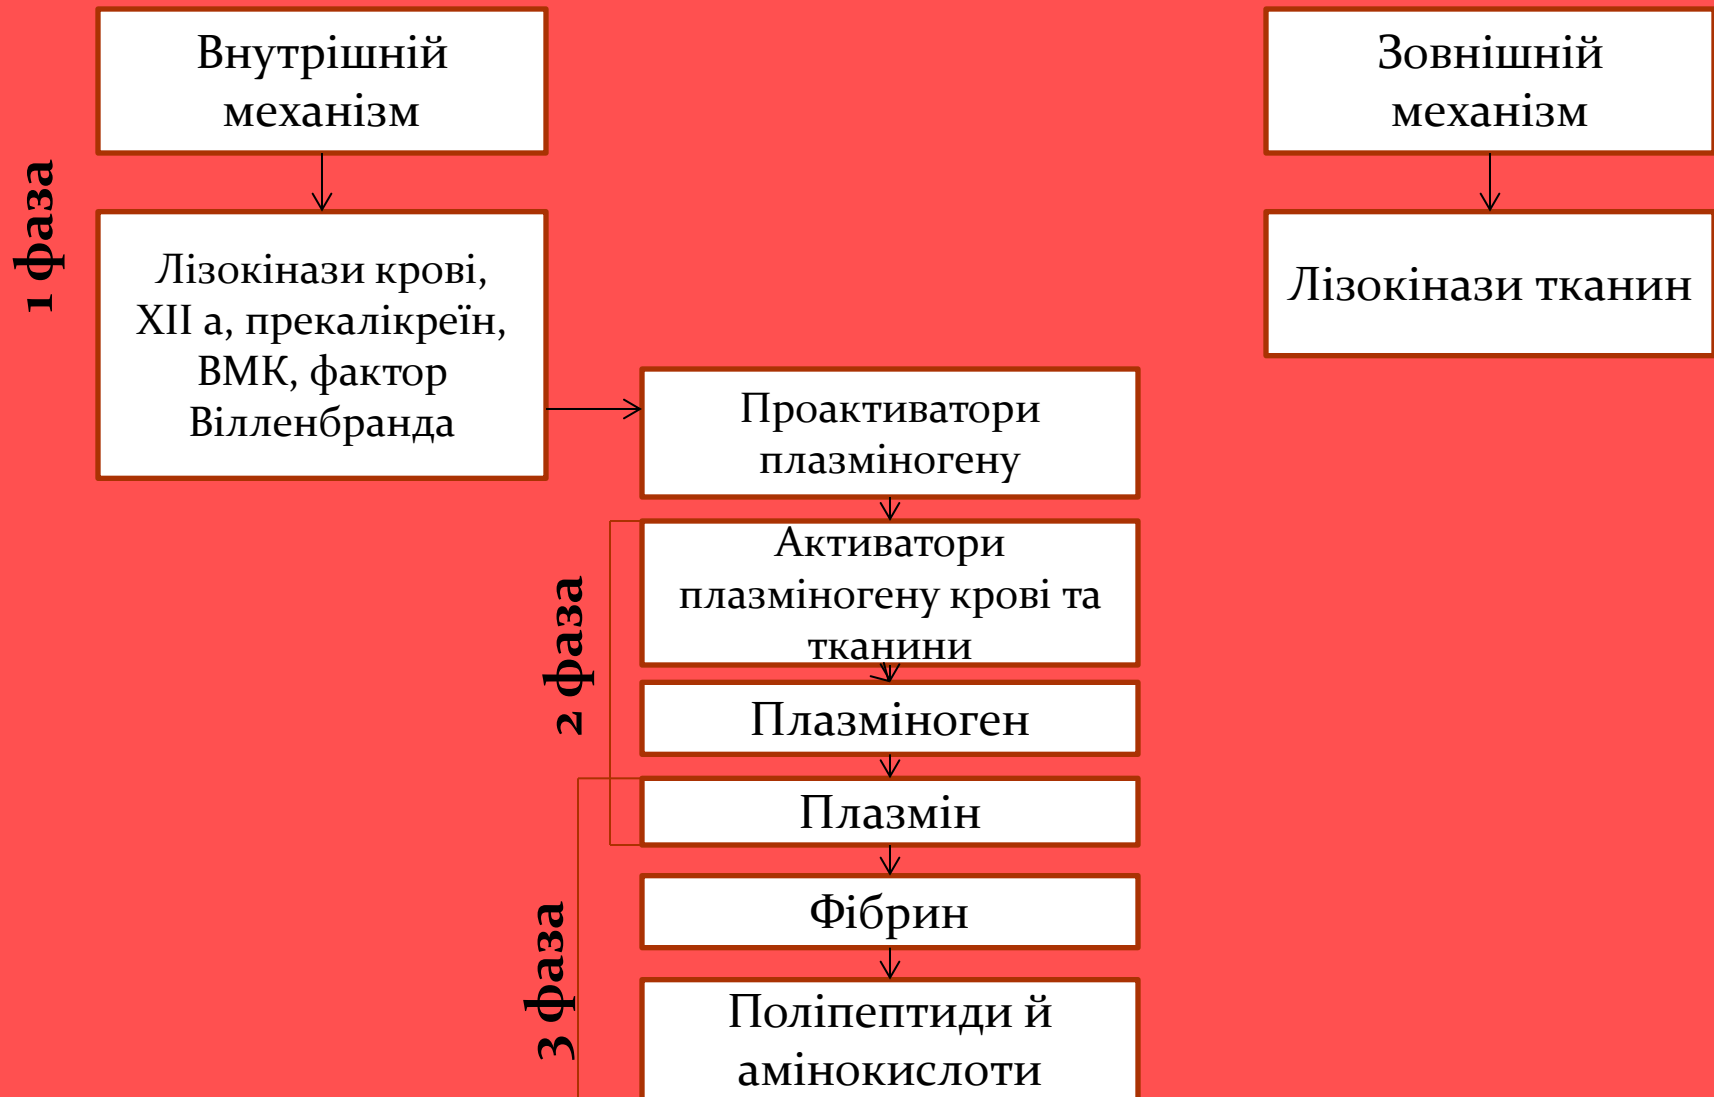 Внутрішній
механізм
Зовнішній
механізм
1 фаза
Лізокінази крові,
XII а, прекалікреїн,
ВМК, фактор
Вілленбранда
Лізокінази тканин
Проактиватори
плазміногену
2 фаза
Активатори
плазміногену крові та
тканини
Плазміноген
Плазмін
3 фаза
Фібрин
Поліпептиди й
амінокислоти